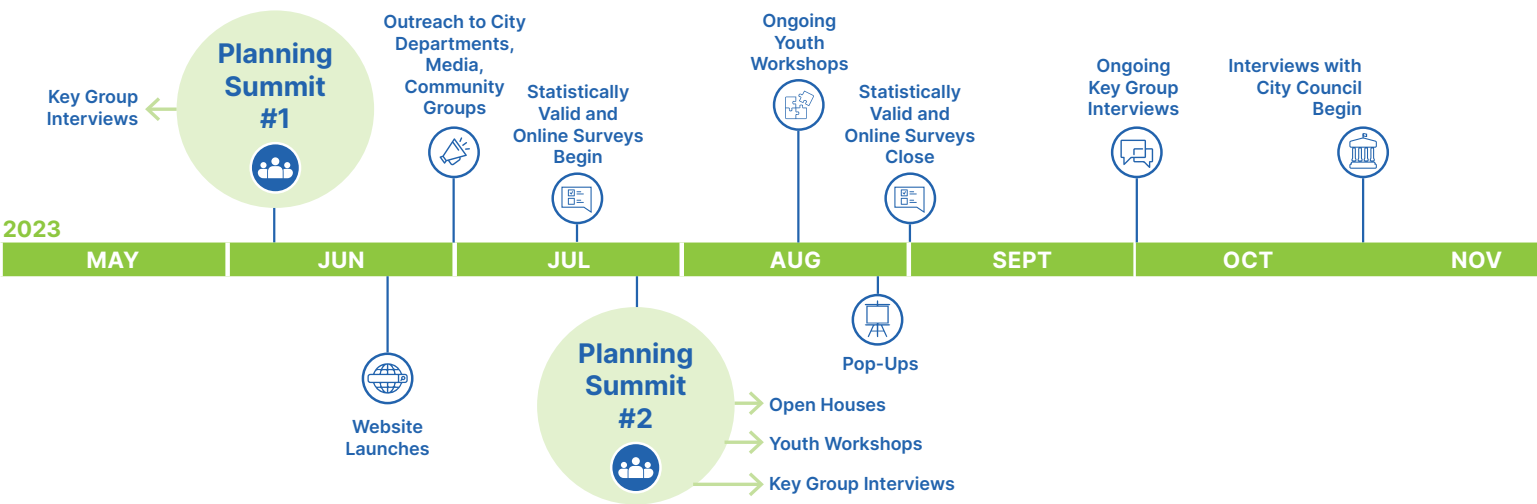 Key Group
Interviews
Planning
Summit
#1
Outreach to City
Departments,
Media,
Community
Groups
Statistically
Valid and
Online Surveys
Begin
Ongoing
Youth
Workshops
Statistically
Valid and
Online Surveys
Close
Ongoing
Key Group
Interviews
Interviews with
City Council
Begin
2023
MAY
JUN
JUL
AUG
SEPT
OCT
NOV
Website
Launches
Planning
Summit
#2
Pop-Ups
Open Houses
Youth Workshops
Key Group Interviews